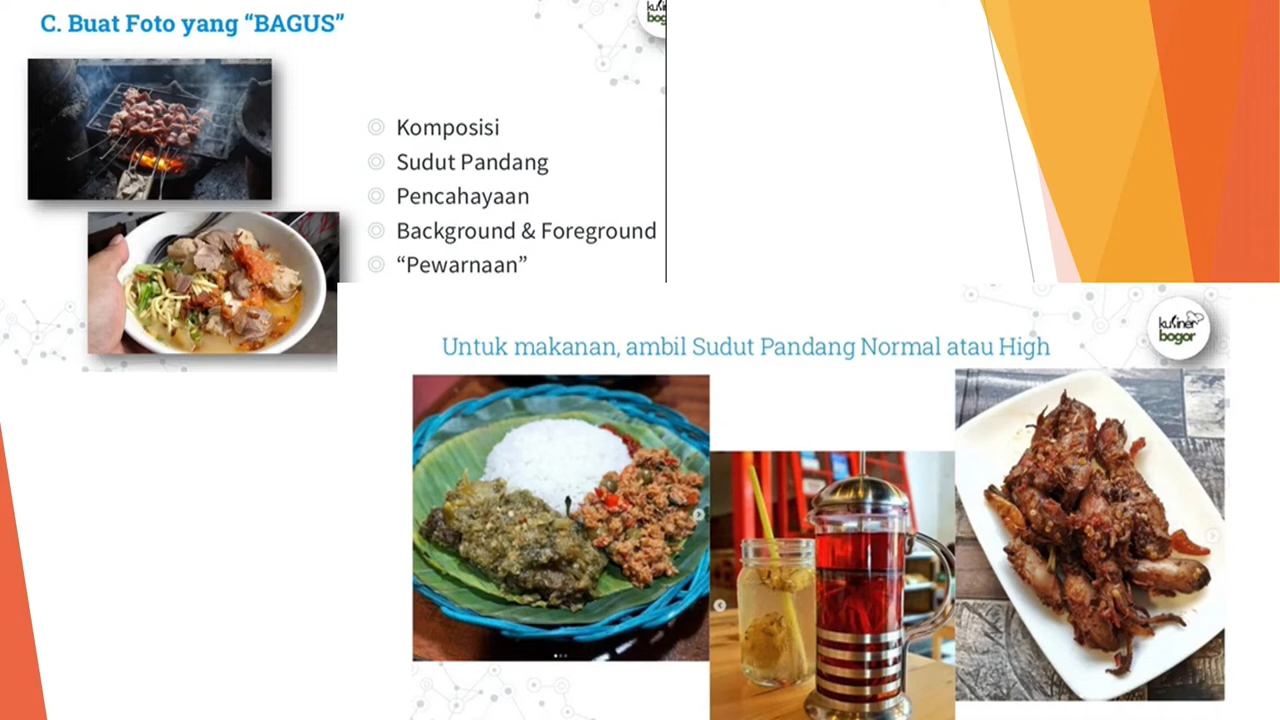 C. Buat Foto yang “BAGUS”
Komposisi
Sudut Pandang
Pencahayaan
Background & Foreground
“Pewarnaan”
Untuk makanan, ambil Sudut Pandang Normal atau High
kuliner
bogor